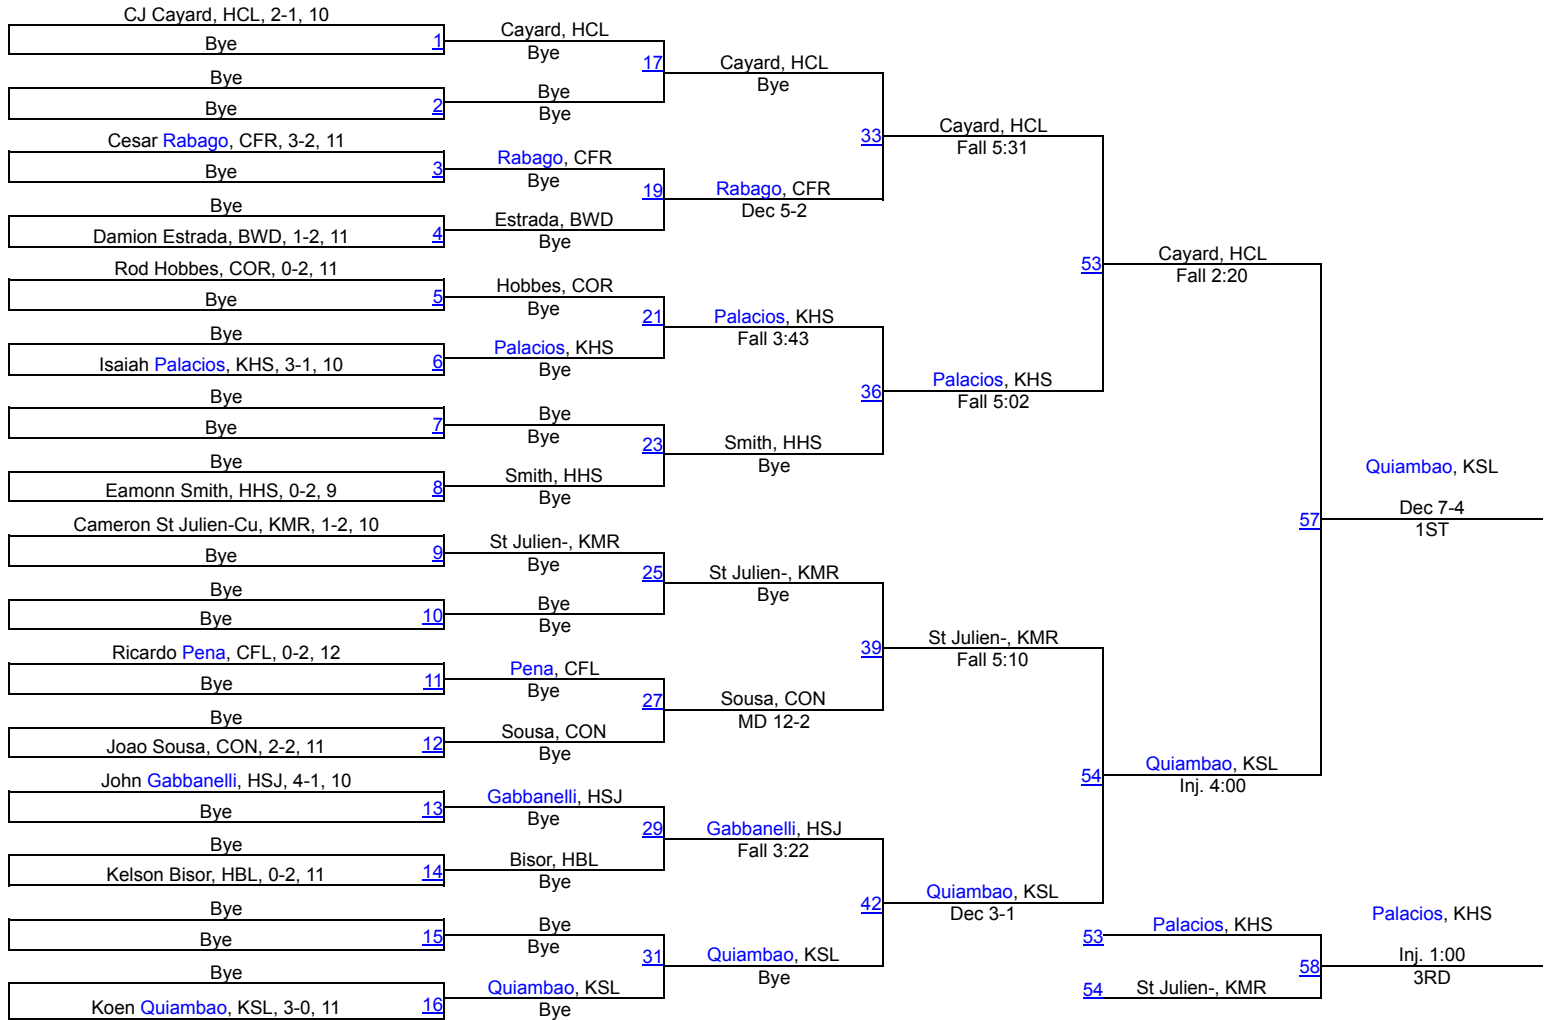 CJ Cayard, HCL, 2-1, 10
Bye
1
Bye
Bye
2
Cesar Rabago, CFR, 3-2, 11
Bye
3
Bye
Damion Estrada, BWD, 1-2, 11
4
Rod Hobbes, COR, 0-2, 11
Bye
5
Bye
Isaiah Palacios, KHS, 3-1, 10
6
Bye
Bye
7
Bye
Eamonn Smith, HHS, 0-2, 9
8
Cameron St Julien-Cu, KMR, 1-2, 10
Bye
9
Bye
Bye
10
Ricardo Pena, CFL, 0-2, 12
Bye
11
Bye
Joao Sousa, CON, 2-2, 11
12
John Gabbanelli, HSJ, 4-1, 10
Bye
13
Bye
Kelson Bisor, HBL, 0-2, 11
14
Bye
Bye
15
Bye
Koen Quiambao, KSL, 3-0, 11
16
Cayard, HCL
Bye
17
Bye
Bye
Rabago, CFR
Bye
19
Estrada, BWD
Bye
Hobbes, COR
Bye
21
Palacios, KHS
Bye
Bye
Bye
23
Smith, HHS
Bye
St Julien-, KMR
Bye
25
Bye
Bye
Pena, CFL
Bye
27
Sousa, CON
Bye
Gabbanelli, HSJ
Bye
29
Bisor, HBL
Bye
Bye
Bye
31
Quiambao, KSL
Bye
Cayard, HCL
Bye
33
Rabago, CFR
Dec 5-2
Palacios, KHS
Fall 3:43
36
Smith, HHS
Bye
St Julien-, KMR
Bye
39
Sousa, CON
MD 12-2
Gabbanelli, HSJ
Fall 3:22
42
Quiambao, KSL
Bye
Cayard, HCL
Fall 5:31
53
Palacios, KHS
Fall 5:02
St Julien-, KMR
Fall 5:10
54
Quiambao, KSL
Dec 3-1
Cayard, HCL
Fall 2:20
57
Quiambao, KSL
Inj. 4:00
Quiambao, KSL
Dec 7-4
1ST
53
Palacios, KHS
58
54
St Julien-, KMR
Palacios, KHS
Inj. 1:00
3RD